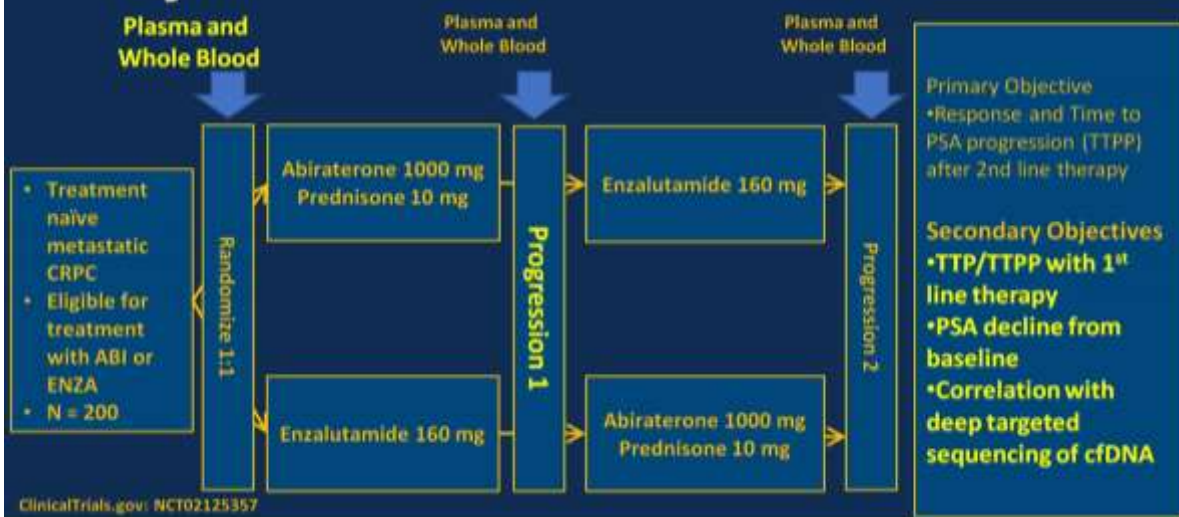 Plasma and
Whole Blood
Plasma and
Whole Blood
Plasma and
Whole Blood
• Treatment
naïve
metastatic
CRPC
• Eligible for
treatment
with ABI or
ENZA
• N = 200
Randomize 1:1
Abiraterone 1000 mg
Prednisone 10 mg
Enzalutamide 160 mg
Progression 1
Enzalutamide 160 mg
Abiraterone 1000 mg
Prednisone 10 mg
Progression 2
Primary Objective
•Response and Time to
PSA progression (TTPP)
after 2nd line therapy
Secondary Objectives
•TTP/TTPP with 1st
line therapy
•PSA decline from
baseline
•Correlation with
deep targeted
sequencing of cfDNA
ClinicalTrials.gov: NCT02125357